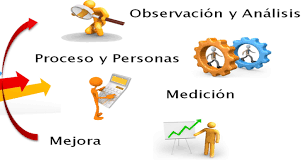 Observación y Análisis
Proceso y Personas
Medición
Mejora